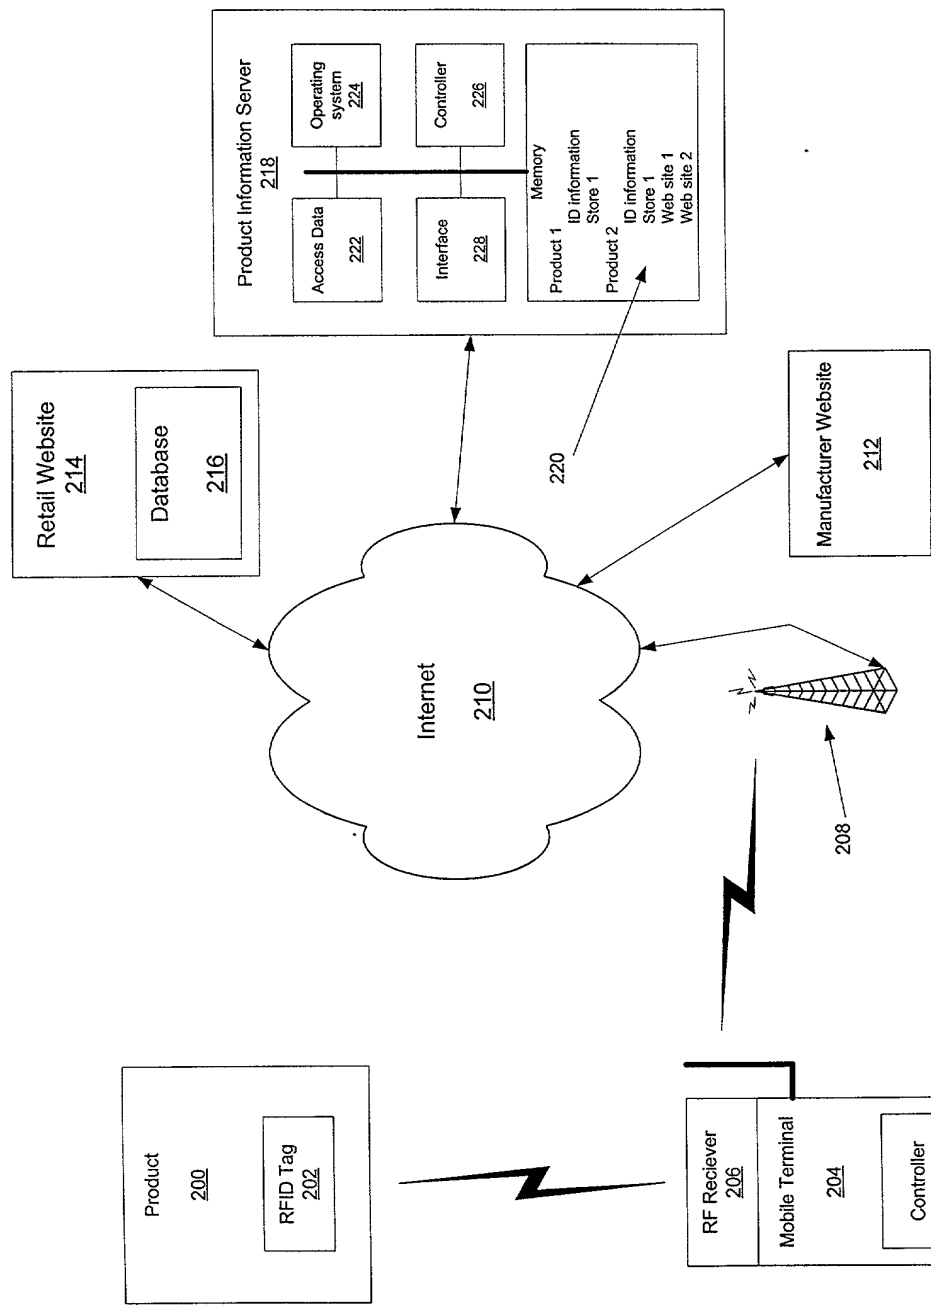 Product
200
RFID Tag
202
RF Reciever
206
Mobile Terminal
204
Controller
208
Internet
210
Retail Website
214
Database
216
Manufacturer Website
212
220
Product Information Server
218
Access Data
222
Operating
system
224
Interface
228
Controller
226
Memory
Product 1
ID information
Store 1
Product 2
ID information
Store 1
Web site 1
Web site 2